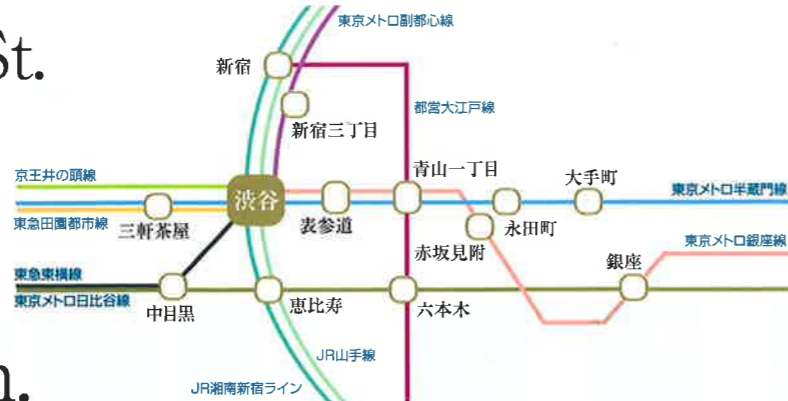 東京メトロ副都心線
St.
新宿
都営大江戸線
新宿三丁目
青山一丁目
京王井の頭線
大手町
東京メトロ半蔵門線
渋谷
東急田園都市線
三軒茶屋
表参道
永田町
赤坂見附
東京メトロ銀座線
銀座
東急東横線
東京メトロ日比谷線
中目黒
恵比寿
六本木
JR山手線
JR湘南新宿ライン
n.